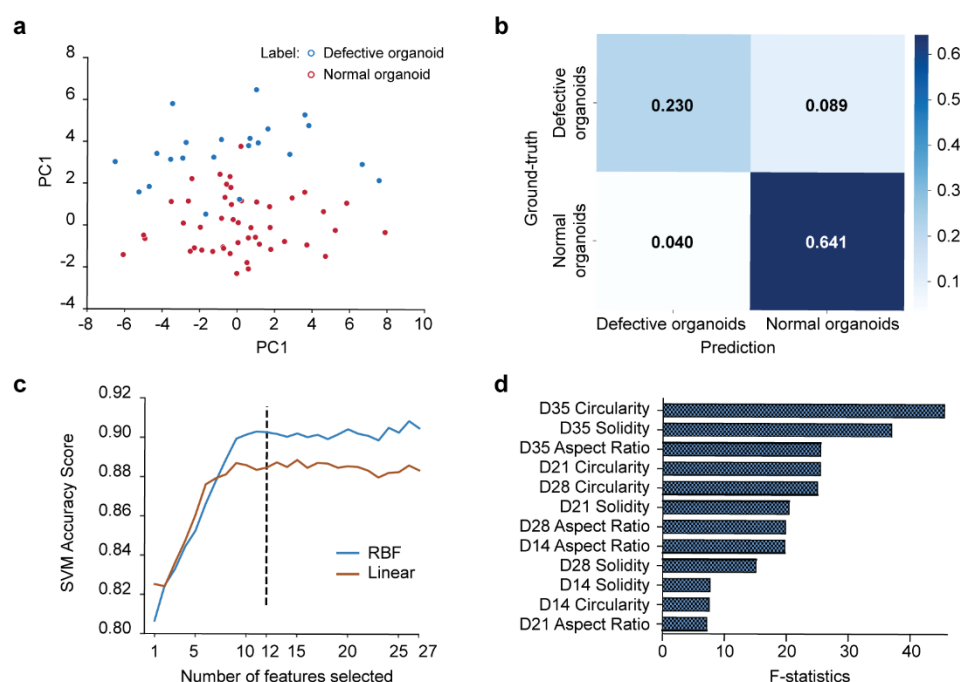 a
Label: Defective organoid
Normal organoid
PC1
8
6
4
2
0
-2
-4
-8
-6
-4
-2
0
2
4
6
8
10
PC1
b
Ground-truth
Defective
organoids
Normal
organoids
0.230
0.089
0.040
0.641
Defective organoids
Normal organoids
Prediction
0.6
0.5
0.4
0.3
0.2
0.1
c
SVM Accuracy Score
0.92
0.90
0.88
0.86
0.84
0.82
0.80
RBF
Linear
1
5
10
12
15
20
25
27
Number of features selected
d
D35 Circularity
D35 Solidity
D35 Aspect Ratio
D21 Circularity
D28 Circularity
D21 Solidity
D28 Aspect Ratio
D14 Aspect Ratio
D28 Solidity
D14 Solidity
D14 Circularity
D21 Aspect Ratio
0
10
20
30
40
F-statistics